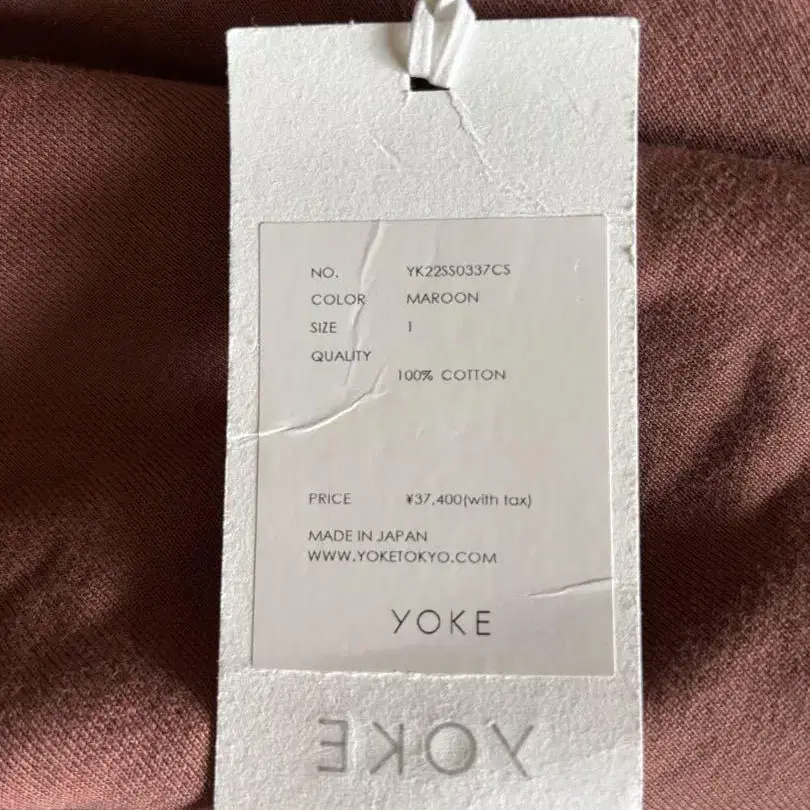 NO. YK22SS0337CS
COLOR MAROON
SIZE 1
QUALITY
100% COTTON
PRICE ¥37,400(with tax)
MADE IN JAPAN
WWW.YOKETOKYO.COM
YOKE
YOKE